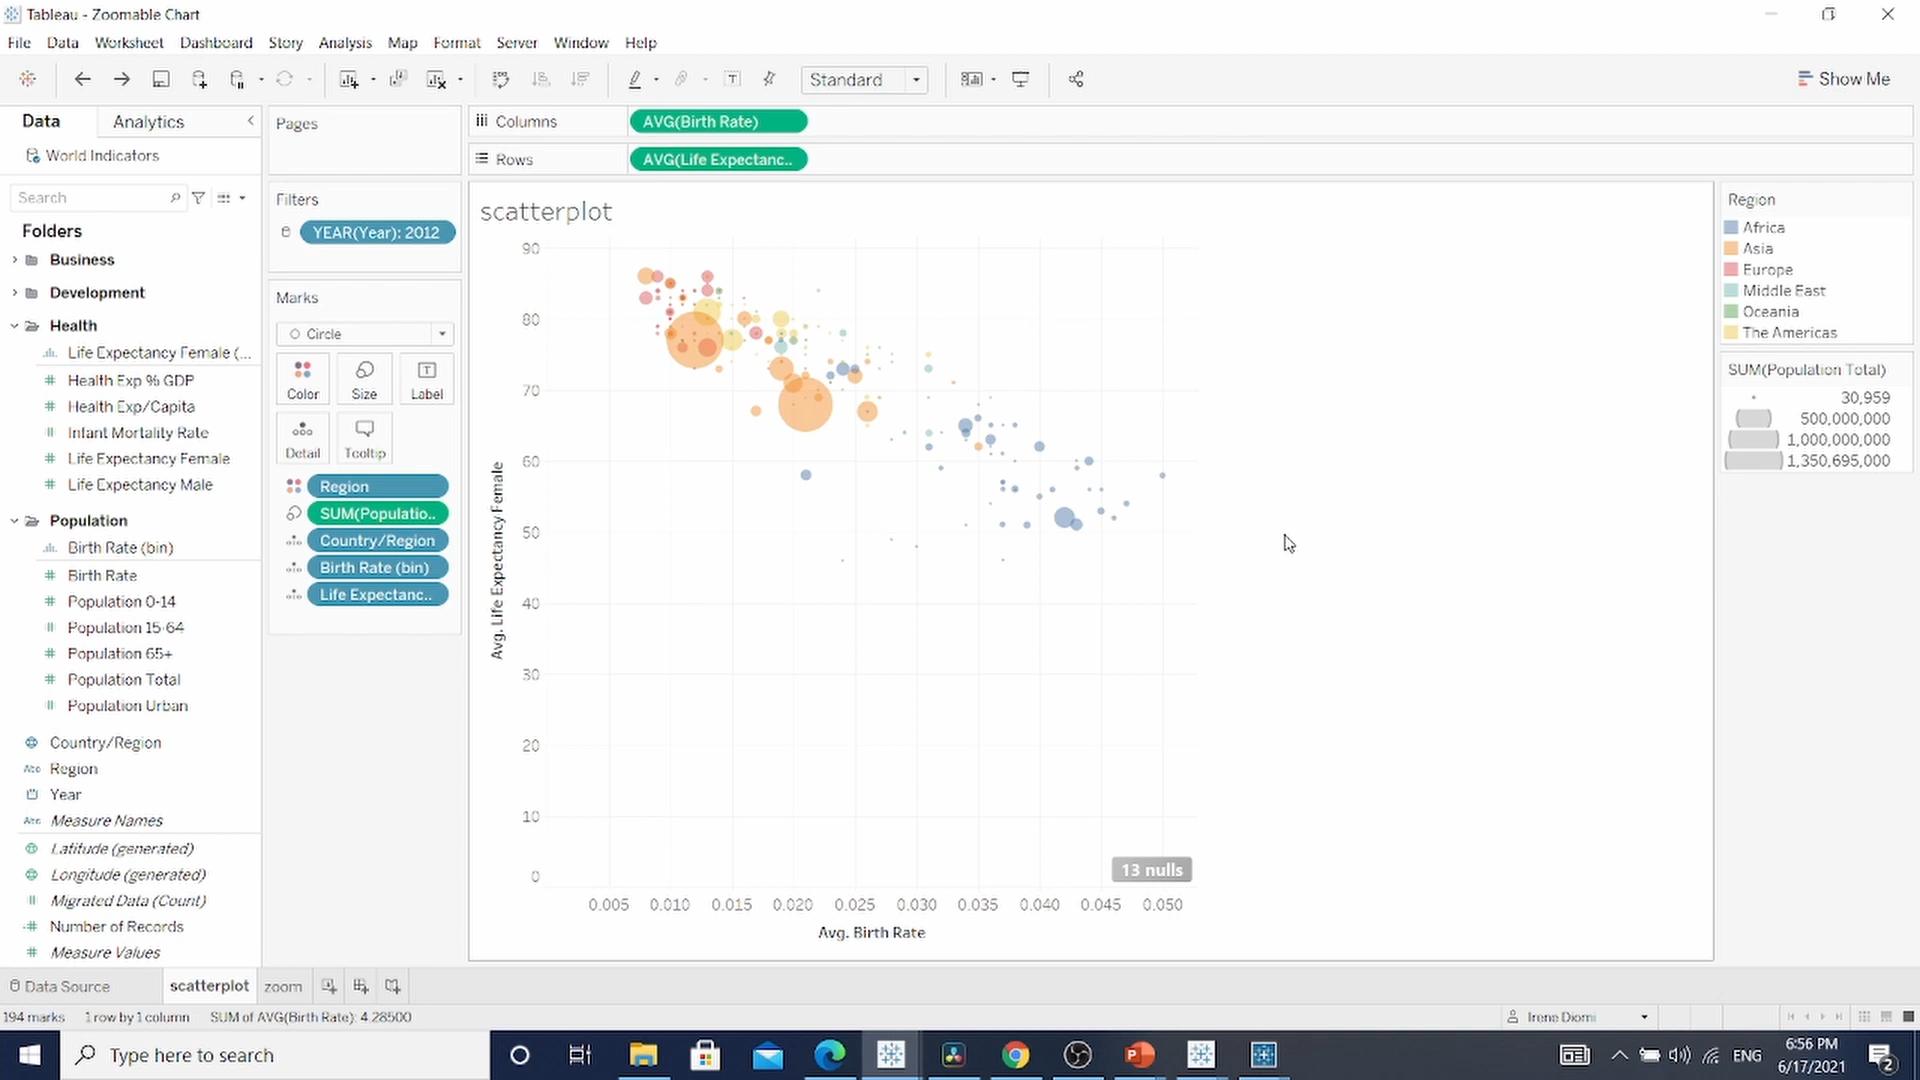 Tableau - Zoomable Chart
File Data Worksheet Dashboard Story Analysis Map Format Server Window Help
Standard
Show Me
Data Analytics
World Indicators
Search
Folders
Business
Development
Health
Life Expectancy Female (...
Health Exp % GDP
Health Exp/Capita
Infant Mortality Rate
Life Expectancy Female
Life Expectancy Male
Population
Birth Rate (bin)
Birth Rate
Population 0-14
Population 15-64
Population 65+
Population Total
Population Urban
Country/Region
Abc Region
Year
Abc Measure Names
Latitude (generated)
Longitude (generated)
Migrated Data (Count)
Number of Records
Measure Values
Pages
Filters
YEAR(Year): 2012
Marks
Circle
Color Size Label
Detail Tooltip
Region
SUM(Populatio..
Country/Region
Birth Rate (bin)
Life Expectanc..
Columns AVG(Birth Rate)
Rows AVG(Life Expectanc..
scatterplot
90
80
70
60
50
40
30
20
10
0
Avg. Life Expectancy Female
13 nulls
0.005 0.010 0.015 0.020 0.025 0.030 0.035 0.040 0.045 0.050
Avg. Birth Rate
Region
Africa
Asia
Europe
Middle East
Oceania
The Americas
SUM(Population Total)
30,959
500,000,000
1,000,000,000
1,350,695,000
Data Source scatterplot zoom
194 marks 1 row by 1 column SUM of AVG(Birth Rate): 4.28500
Irene Diomi
Type here to search
ENG
6:56 PM
6/17/2021
2